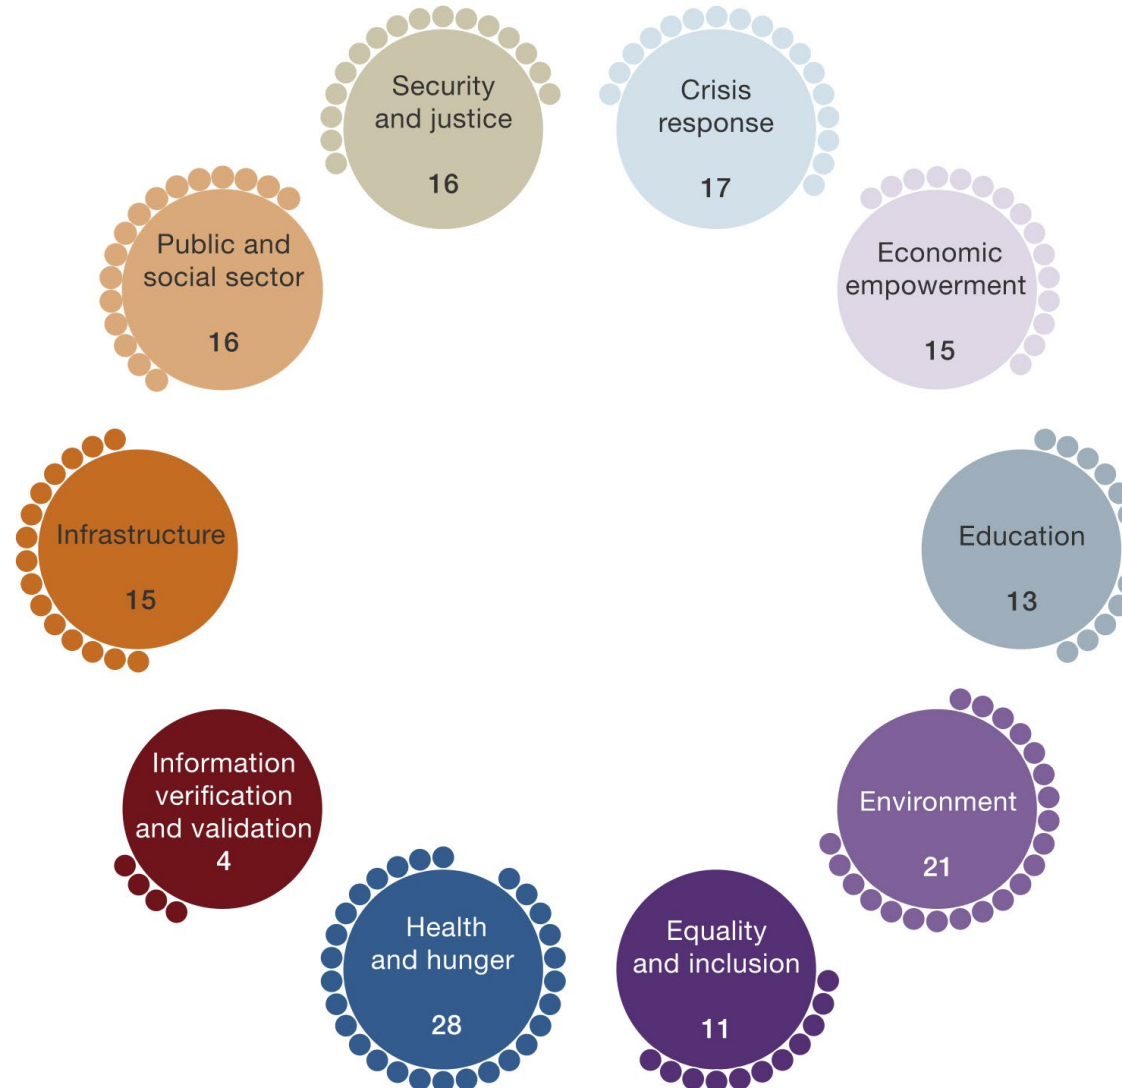 Security
and justice
16
Crisis
response
17
Public and
social sector
16
Economic
empowerment
15
Infrastructure
15
Education
13
Information
verification
and validation
4
Environment
21
Health
and hunger
28
Equality
and inclusion
11